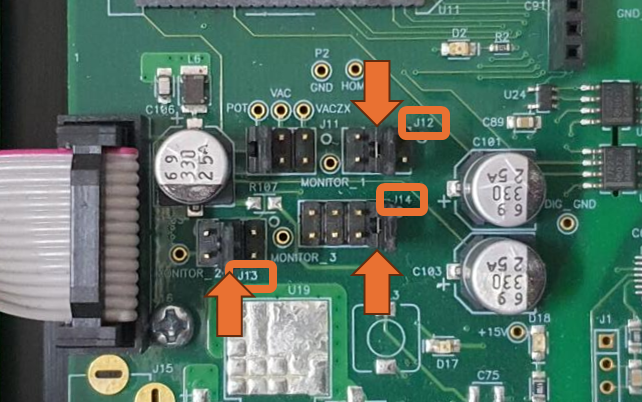 U11
C91
GND
1
D2
R2
L6
P2
GND
HOM
U24
VAC
C106
POT
VACZX
J11
J12
C89
C101
69
330
25A
MONITOR_1
R107
J14
69
330
25A
DIG_GND
MONITOR_2
MONITOR_3
J13
C103
69
330
25A
U19
+15V
D18
J1
D17
J15
C75